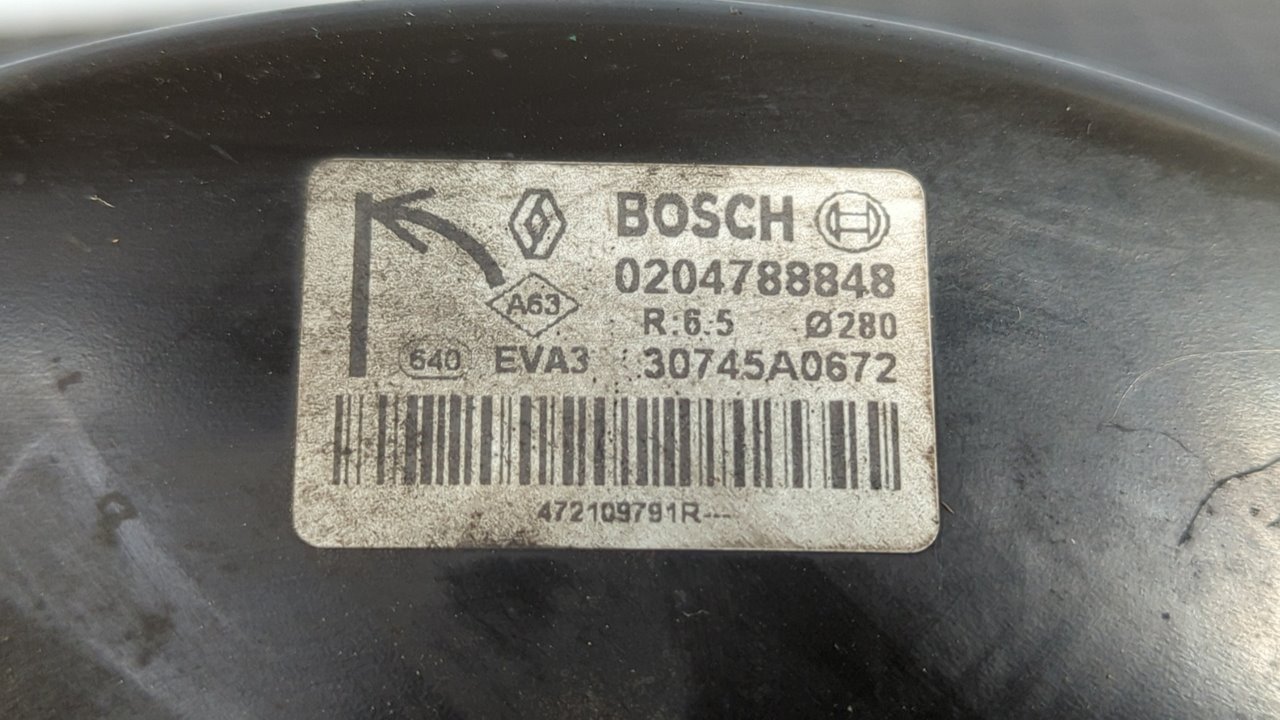 BOSCH
0204788848
A63
R:6.5 Ø280
640 EVA3 30745A0672
472109791R---